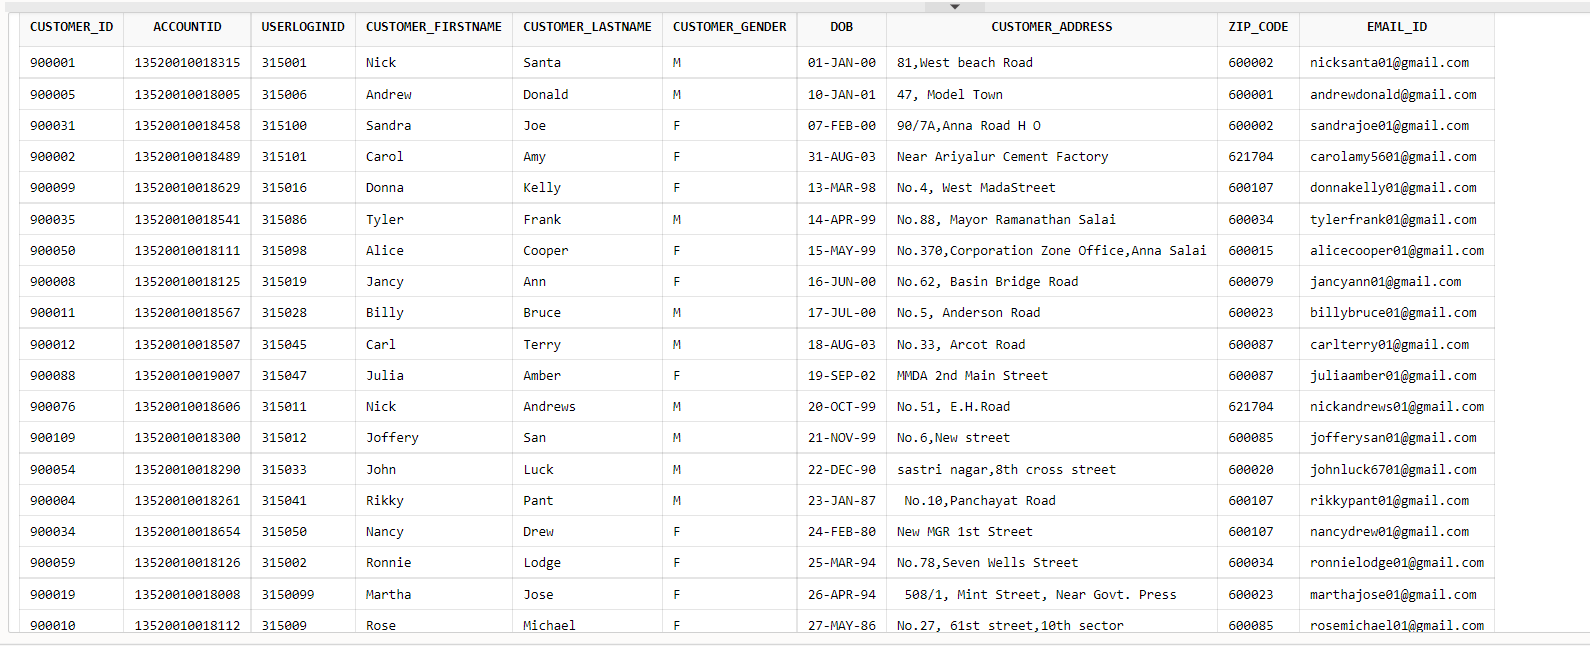 CUSTOMER_ID ACCOUNTID USERLOGINID CUSTOMER_FIRSTNAME CUSTOMER_LASTNAME CUSTOMER_GENDER DOB CUSTOMER_ADDRESS ZIP_CODE EMAIL_ID
900001 13520010018315 315001 Nick Santa M 01-JAN-00 81,West beach Road 600002 nicksanta01@gmail.com
900005 13520010018005 315006 Andrew Donald M 10-JAN-01 47, Model Town 600001 andrewdonald@gmail.com
900031 13520010018458 315100 Sandra Joe F 07-FEB-00 90/7A,Anna Road H O 600002 sandrajoe01@gmail.com
900002 13520010018489 315101 Carol Amy F 31-AUG-03 Near Ariyalur Cement Factory 621704 carolamy5601@gmail.com
900099 13520010018629 315016 Donna Kelly F 13-MAR-98 No.4, West MadaStreet 600107 donnakelly01@gmail.com
900035 13520010018541 315086 Tyler Frank M 14-APR-99 No.88, Mayor Ramanathan Salai 600034 tylerfrank01@gmail.com
900050 13520010018111 315098 Alice Cooper F 15-MAY-99 No.370,Corporation Zone Office,Anna Salai 600015 alicecooper01@gmail.com
900008 13520010018125 315019 Jancy Ann F 16-JUN-00 No.62, Basin Bridge Road 600079 jancyann01@gmail.com
900011 13520010018567 315028 Billy Bruce M 17-JUL-00 No.5, Anderson Road 600023 billybruce01@gmail.com
900012 13520010018507 315045 Carl Terry M 18-AUG-03 No.33, Arcot Road 600087 carlterry01@gmail.com
900088 13520010019007 315047 Julia Amber F 19-SEP-02 MMDA 2nd Main Street 600087 juliaamber01@gmail.com
900076 13520010018606 315011 Nick Andrews M 20-OCT-99 No.51, E.H.Road 621704 nickandrews01@gmail.com
900109 13520010018300 315012 Joffery San M 21-NOV-99 No.6,New street 600085 jofferysan01@gmail.com
900054 13520010018290 315033 John Luck M 22-DEC-90 sastri nagar,8th cross street 600020 johnluck6701@gmail.com
900004 13520010018261 315041 Rikky Pant M 23-JAN-87 No.10,Panchayat Road 600107 rikkypant01@gmail.com
900034 13520010018654 315050 Nancy Drew F 24-FEB-80 New MGR 1st Street 600107 nancydrew01@gmail.com
900059 13520010018126 315002 Ronnie Lodge F 25-MAR-94 No.78,Seven Wells Street 600034 ronnielodge01@gmail.com
900019 13520010018008 3150099 Martha Jose F 26-APR-94 508/1, Mint Street, Near Govt. Press 600023 marthajose01@gmail.com
900010 13520010018112 315009 Rose Michael F 27-MAY-86 No.27, 61st street,10th sector 600085 rosemichael01@gmail.com